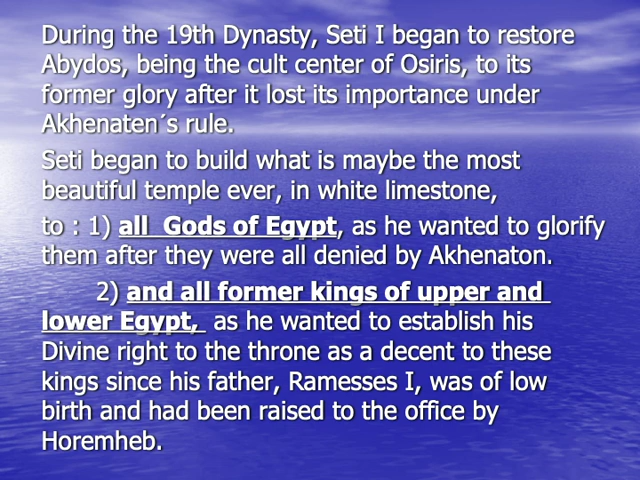 During the 19th Dynasty, Seti I began to restore
Abydos, being the cult center of Osiris, to its
former glory after it lost its importance under
Akhenaten´s rule.
Seti began to build what is maybe the most
beautiful temple ever, in white limestone,
to : 1) all  Gods of Egypt, as he wanted to glorify
them after they were all denied by Akhenaton.
2) and all former kings of upper and
lower Egypt,  as he wanted to establish his
Divine right to the throne as a decent to these
kings since his father, Ramesses I, was of low
birth and had been raised to the office by
Horemheb.